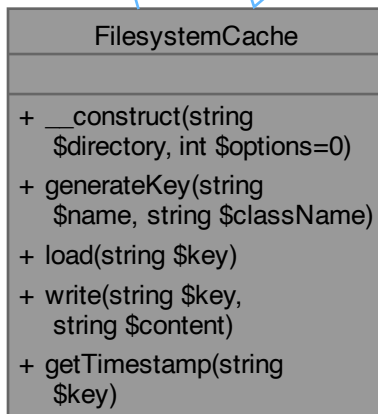 FilesystemCache
+ __construct(string
$directory, int $options=0)
+ generateKey(string
$name, string $className)
+ load(string $key)
+ write(string $key,
string $content)
+ getTimestamp(string
$key)